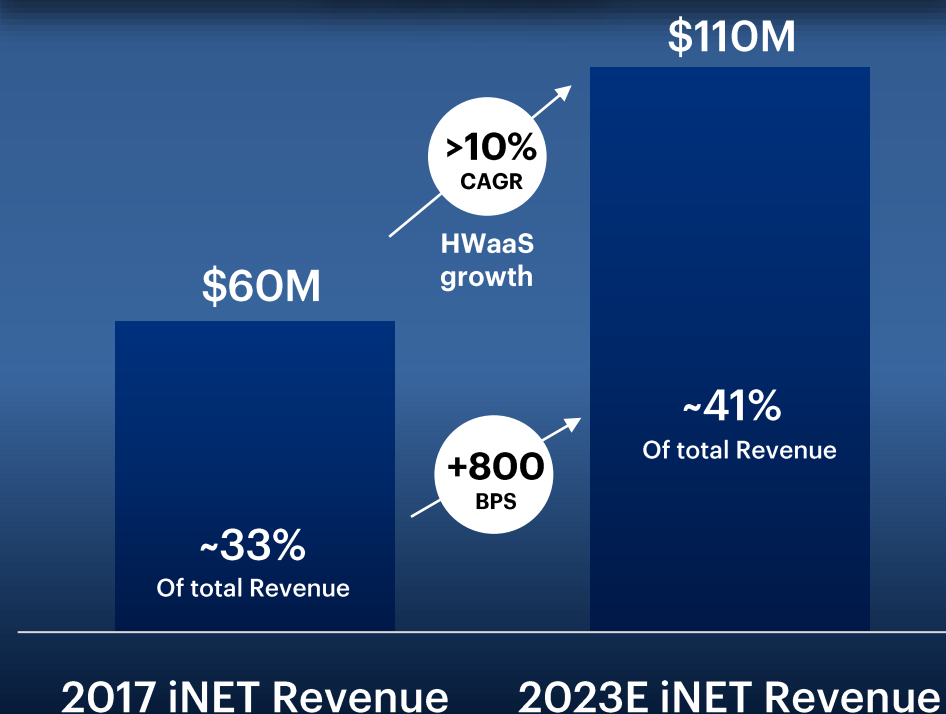 $110M
>10%
CAGR
HWaaS
growth
$60M
~41%
Of total Revenue
+800
BPS
~33%
Of total Revenue
2017 iNET Revenue
2023E iNET Revenue